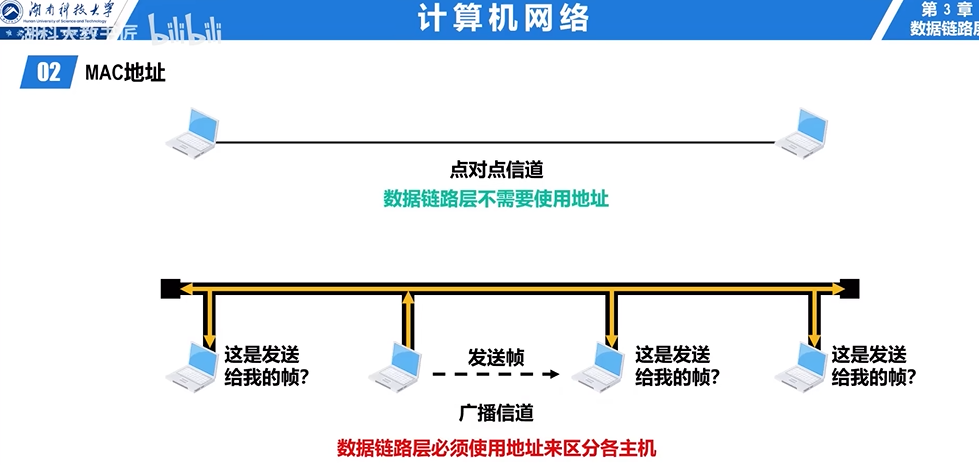 湖南科技大学
Hunan University of Science and Technology
湖科大教书匠 bilibili
计算机网络
第 3 章
数据链路层
02 MAC地址
点对点信道
数据链路层不需要使用地址
这是发送
给我的帧?
发送帧
这是发送
给我的帧?
这是发送
给我的帧?
广播信道
数据链路层必须使用地址来区分各主机